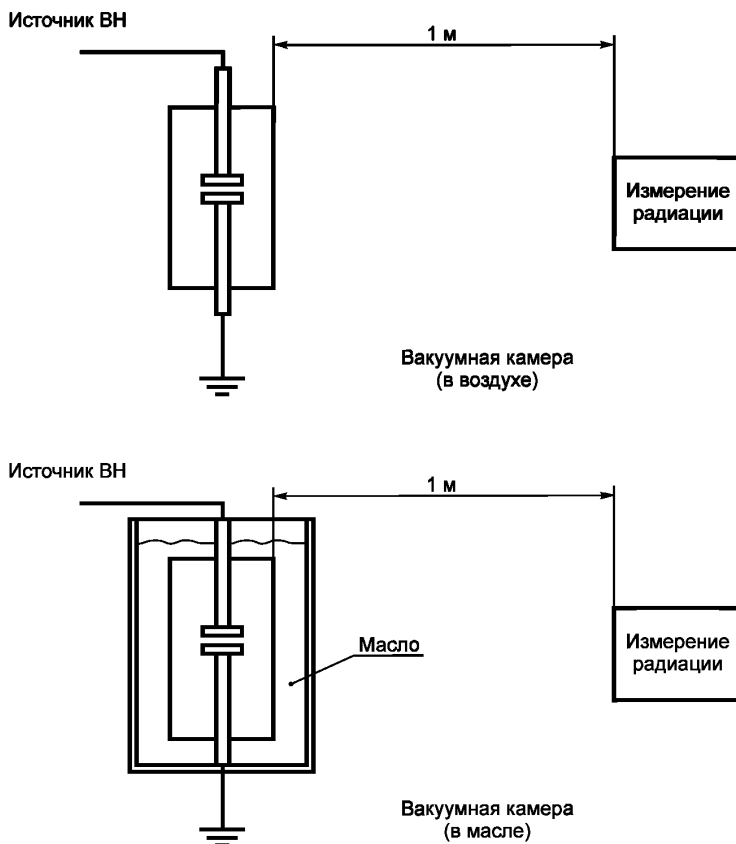 Источник ВН
1 м
Измерение
радиации
Вакуумная камера
(в воздухе)
Источник ВН
1 м
Масло
Измерение
радиации
Вакуумная камера
(в масле)